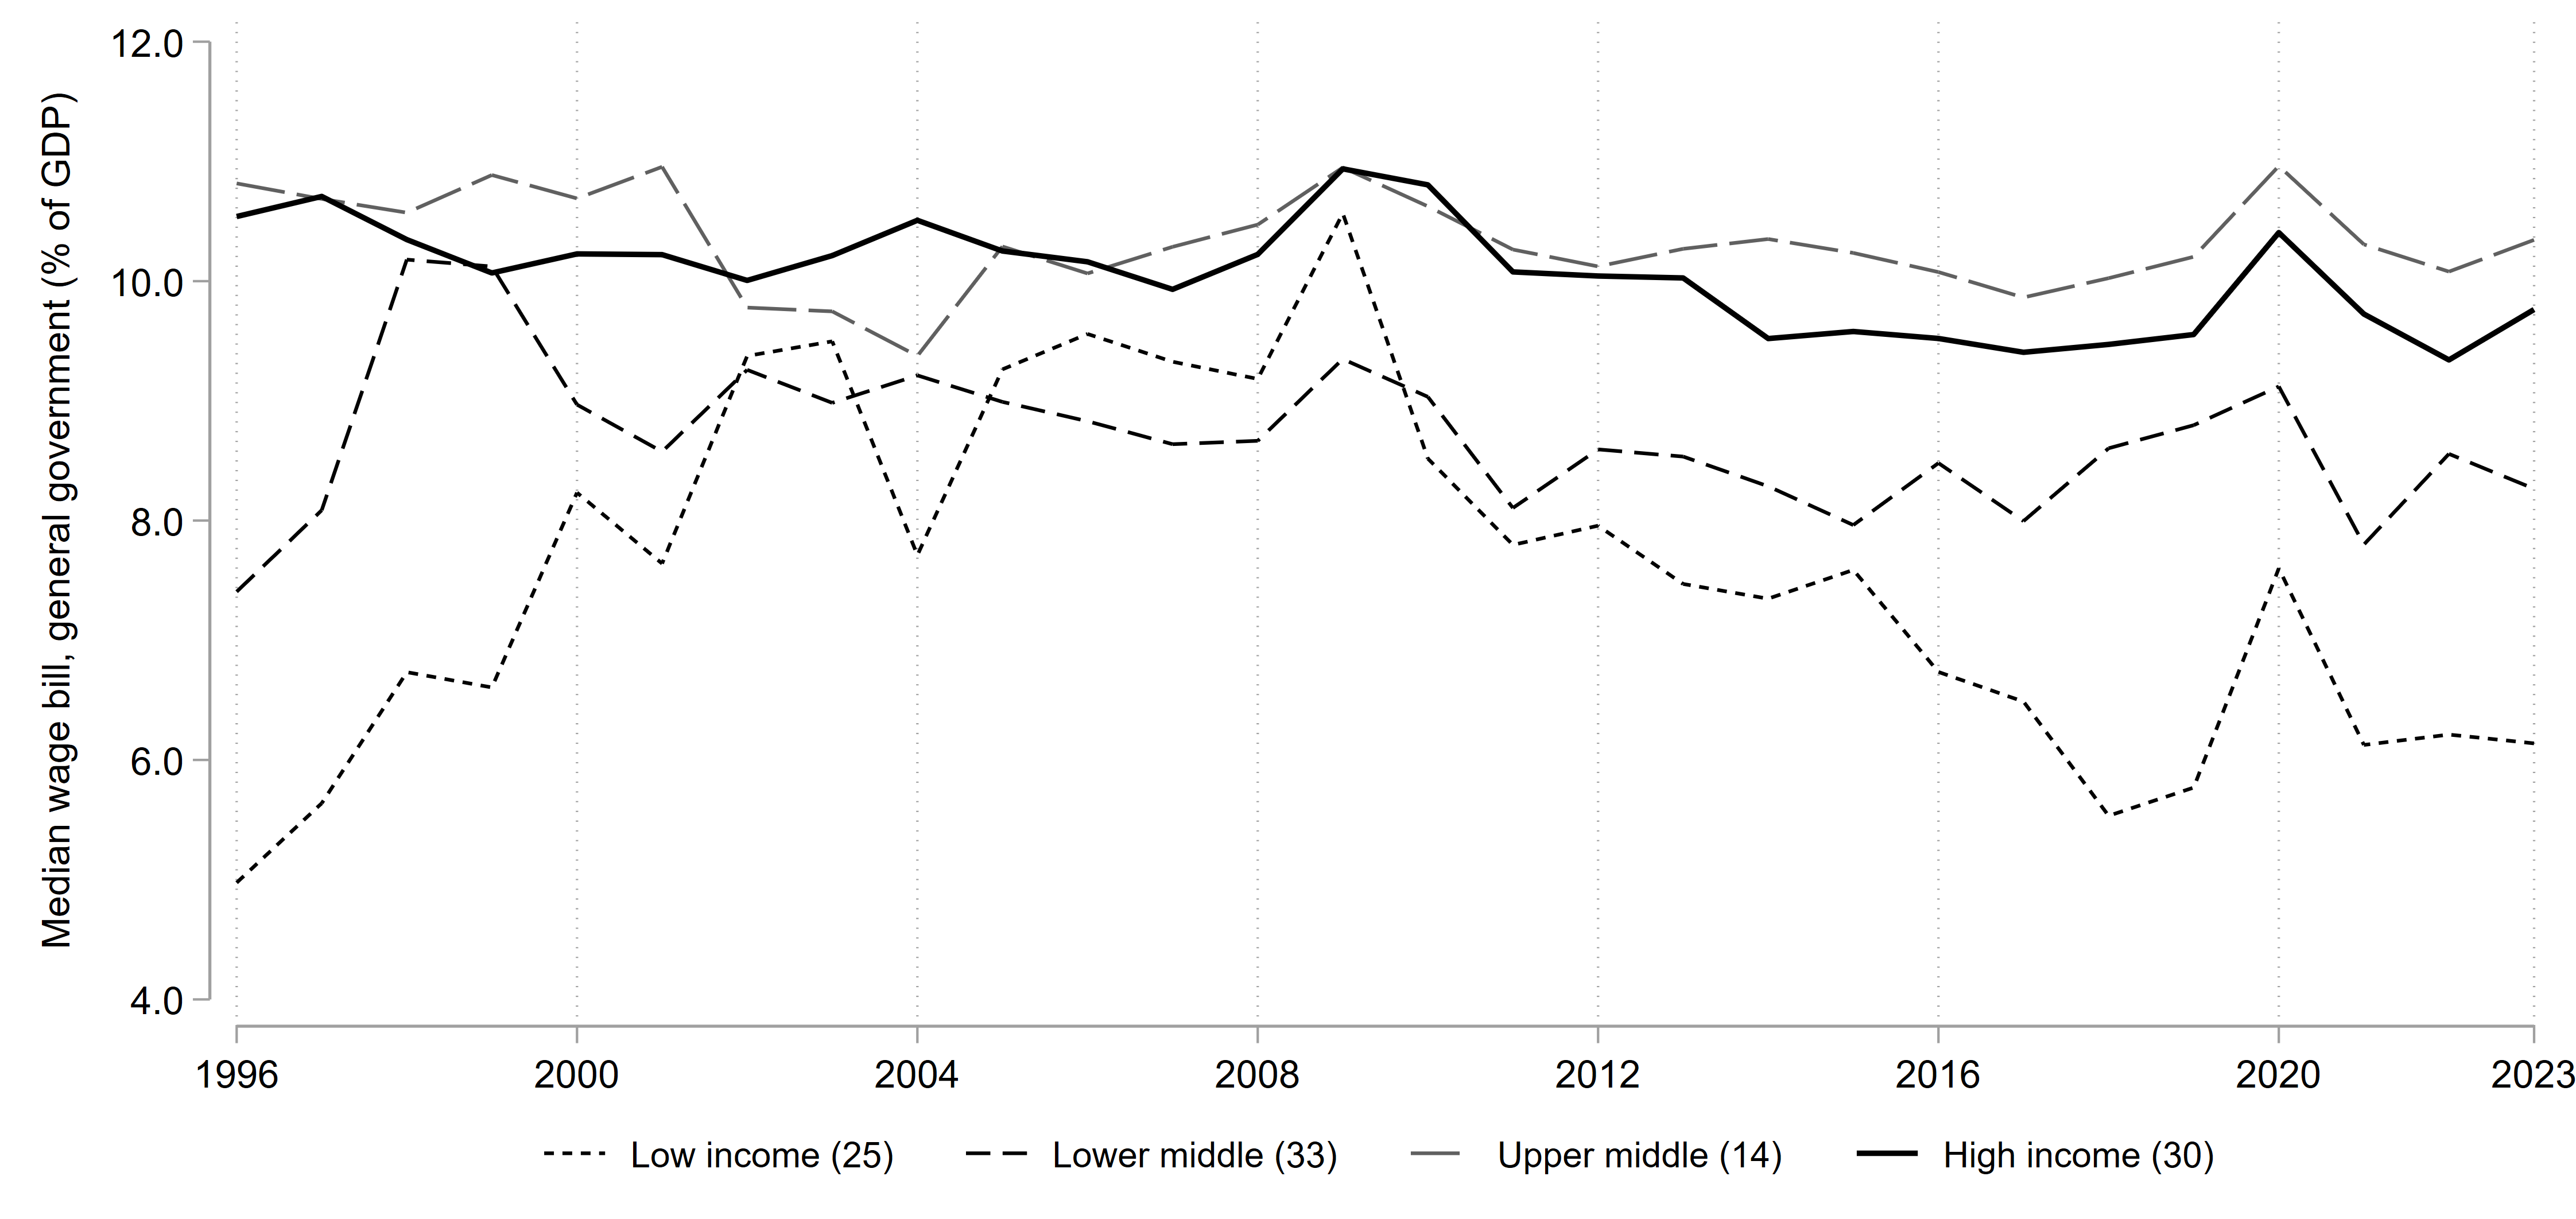 Median wage bill, general government (% of GDP)
12.0
10.0
8.0
6.0
4.0
1996 2000 2004 2008 2012 2016 2020 2023
Low income (25) Lower middle (33) Upper middle (14) High income (30)